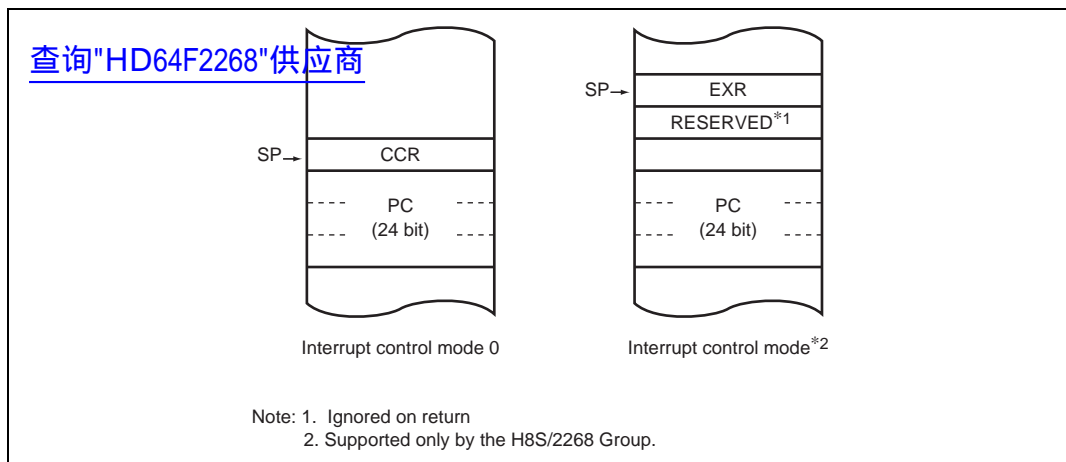 查询"HD64F2268"供应商
SP→
CCR
PC
(24 bit)
Interrupt control mode 0
SP→
EXR
RESERVED*1
PC
(24 bit)
Interrupt control mode*2
Note: 1. Ignored on return
2. Supported only by the H8S/2268 Group.